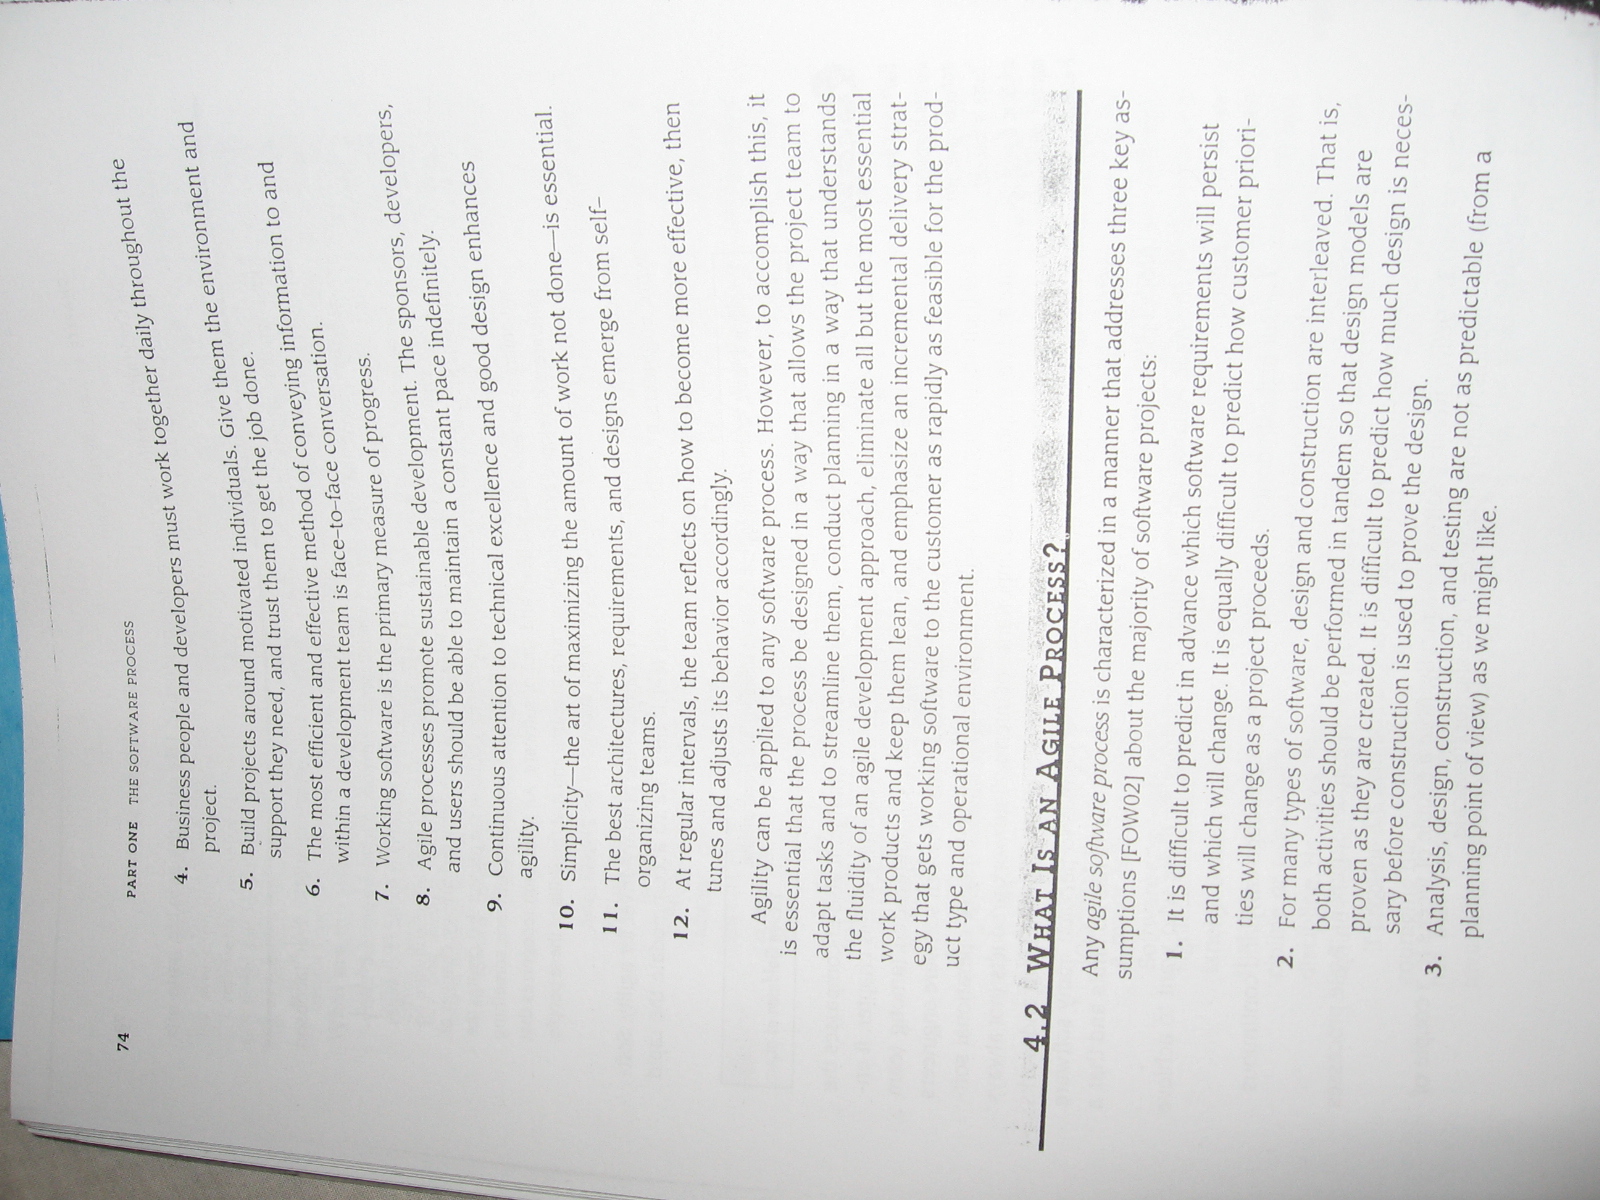 74
PART ONE THE SOFTWARE PROCESS
4. Business people and developers must work together daily throughout the
project.
5. Build projects around motivated individuals. Give them the environment and
support they need, and trust them to get the job done.
6. The most efficient and effective method of conveying information to and
within a development team is face-to-face conversation.
7. Working software is the primary measure of progress.
8. Agile processes promote sustainable development. The sponsors, developers,
and users should be able to maintain a constant pace indefinitely.
9. Continuous attention to technical excellence and good design enhances
agility.
10. Simplicity—the art of maximizing the amount of work not done—is essential.
11. The best architectures, requirements, and designs emerge from self-
organizing teams.
12. At regular intervals, the team reflects on how to become more effective, then
tunes and adjusts its behavior accordingly.
Agility can be applied to any software process. However, to accomplish this, it
is essential that the process be designed in a way that allows the project team to
adapt tasks and to streamline them, conduct planning in a way that understands
the fluidity of an agile development approach, eliminate all but the most essential
work products and keep them lean, and emphasize an incremental delivery strat-
egy that gets working software to the customer as rapidly as feasible for the prod-
uct type and operational environment.
4.2 WHAT IS AN AGILE PROCESS?
Any agile software process is characterized in a manner that addresses three key as-
sumptions [FOW02] about the majority of software projects:
1. It is difficult to predict in advance which software requirements will persist
and which will change. It is equally difficult to predict how customer priori-
ties will change as a project proceeds.
2. For many types of software, design and construction are interleaved. That is,
both activities should be performed in tandem so that design models are
proven as they are created. It is difficult to predict how much design is neces-
sary before construction is used to prove the design.
3. Analysis, design, construction, and testing are not as predictable (from a
planning point of view) as we might like.